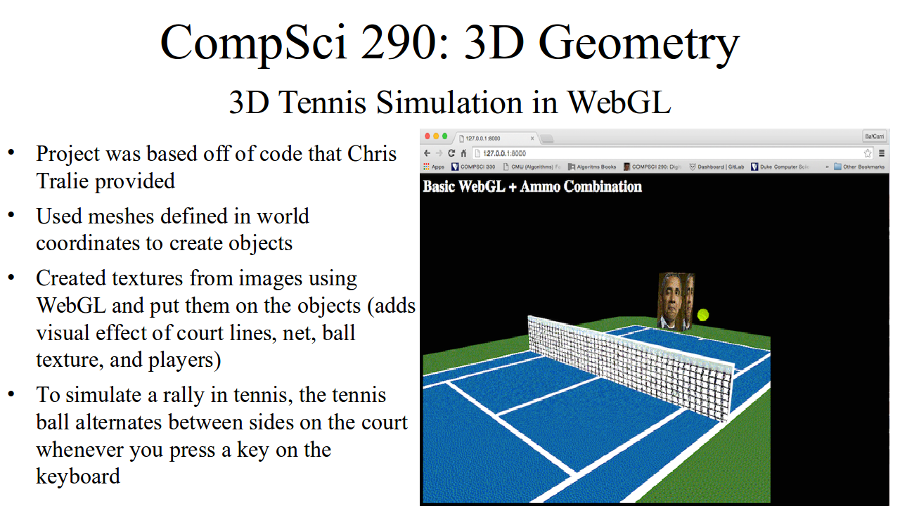 CompSci 290: 3D Geometry
3D Tennis Simulation in WebGL
• Project was based off of code that Chris
Tralie provided
• Used meshes defined in world
coordinates to create objects
• Created textures from images using
WebGL and put them on the objects (adds
visual effect of court lines, net, ball
texture, and players)
• To simulate a rally in tennis, the tennis
ball alternates between sides on the court
whenever you press a key on the
keyboard
127.0.0.1:8000
127.0.0.1:8000
Apps COMPSCI GMU (Algorithms) Algorithms Books COMPSCI 290: Dashboard | GitLab Duke Computer » Other Bookmarks
Basic WebGL + Ammo Combination